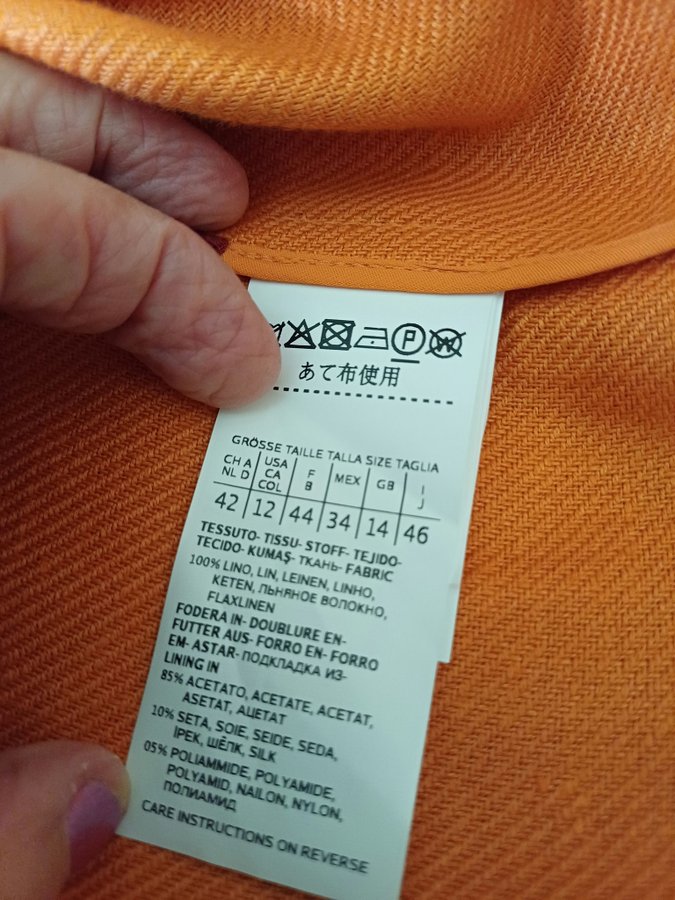 P W
あて布使用
GRÖSSE TAILLE TALLA SIZE TAGLIA
CH A NL D USA CA COL F B MEX GB I J
42 12 44 34 14 46
TESSUTO- TISSU- STOFF- TEJIDO-
TECIDO- KUMAŞ- ТКАНЬ- FABRIC
100% LINO, LIN, LEINEN, LINHO,
KETEN, ЛЬНЯНОЕ ВОЛОКНО,
FLAXLINEN
FODERA IN- DOUBLURE EN-
FUTTER AUS- FORRO EN- FORRO
EM- ASTAR- ПОДКЛАДКА ИЗ-
LINING IN
85% ACETATO, ACETATE, ACETAT,
ASETAT, АЦЕТАТ
10% SETA, SOIE, SEIDE, SEDA,
IPEK, ШЁЛК, SILK
05% POLIAMMIDE, POLYAMIDE,
POLYAMID, NAILON, NYLON,
ПОЛИАМИД
CARE INSTRUCTIONS ON REVERSE